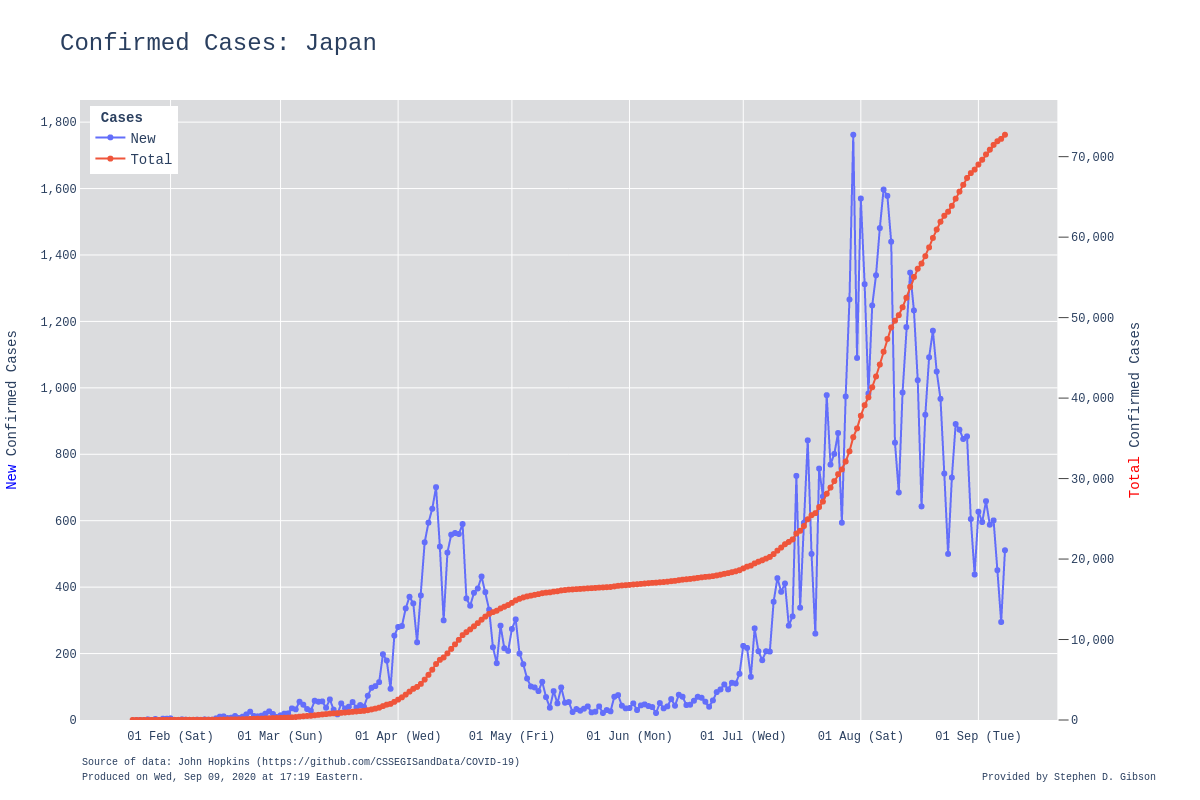 Confirmed Cases: Japan
Cases
New
Total
1,800
1,600
1,400
1,200
1,000
800
600
400
200
0
70,000
60,000
50,000
40,000
30,000
20,000
10,000
0
New Confirmed Cases
Total Confirmed Cases
01 Feb (Sat) 01 Mar (Sun) 01 Apr (Wed) 01 May (Fri) 01 Jun (Mon) 01 Jul (Wed) 01 Aug (Sat) 01 Sep (Tue)
Source of data: John Hopkins (https://github.com/CSSEGISandData/COVID-19)
Produced on Wed, Sep 09, 2020 at 17:19 Eastern.
Provided by Stephen D. Gibson